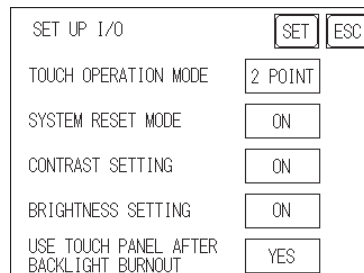 SET UP I/O SET ESC
TOUCH OPERATION MODE 2 POINT
SYSTEM RESET MODE ON
CONTRAST SETTING ON
BRIGHTNESS SETTING ON
USE TOUCH PANEL AFTER
BACKLIGHT BURNOUT YES